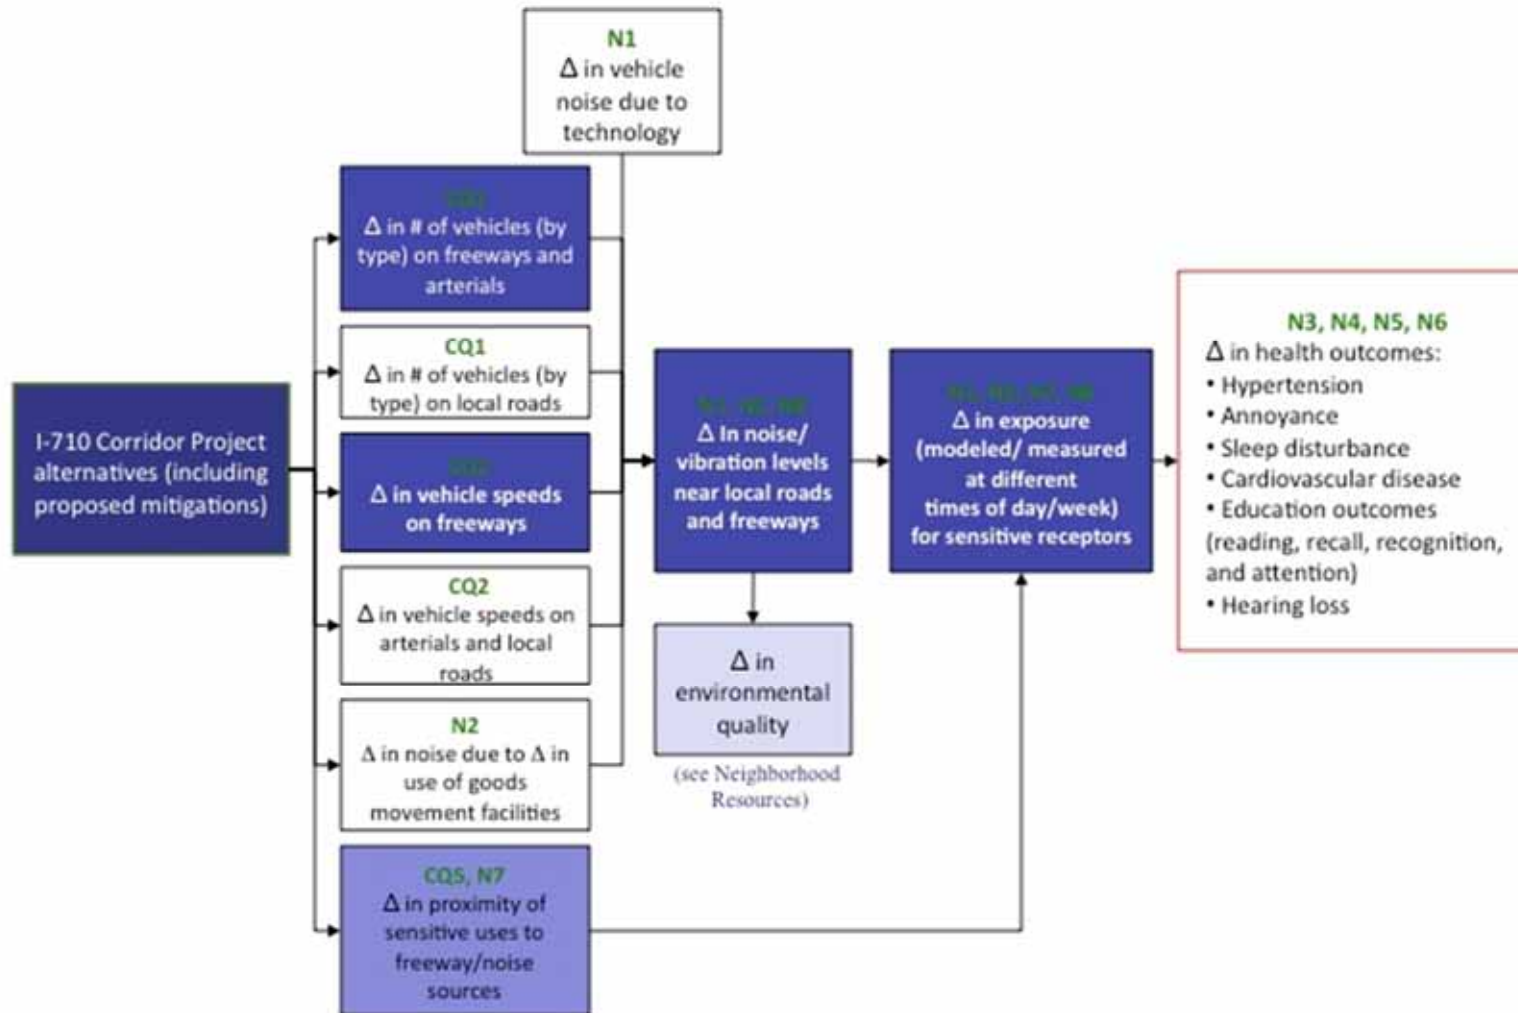 N1
Δ in vehicle
noise due to
technology
Δ in # of vehicles (by
type) on freeways and
arterials
CQ1
Δ in # of vehicles (by
type) on local roads
I-710 Corridor Project
alternatives (including
proposed mitigations)
Δ in vehicle speeds
on freeways
CQ2
Δ in vehicle speeds on
arterials and local
roads
N2
Δ in noise due to Δ in
use of goods
movement facilities
CQ5, N7
Δ in proximity of
sensitive uses to
freeway/noise
sources
Δ In noise/
vibration levels
near local roads
and freeways
Δ in
environmental
quality
(see Neighborhood
Resources)
Δ in exposure
(modeled/ measured
at different
times of day/week)
for sensitive receptors
N3, N4, N5, N6
Δ in health outcomes:
• Hypertension
• Annoyance
• Sleep disturbance
• Cardiovascular disease
• Education outcomes
(reading, recall, recognition,
and attention)
• Hearing loss